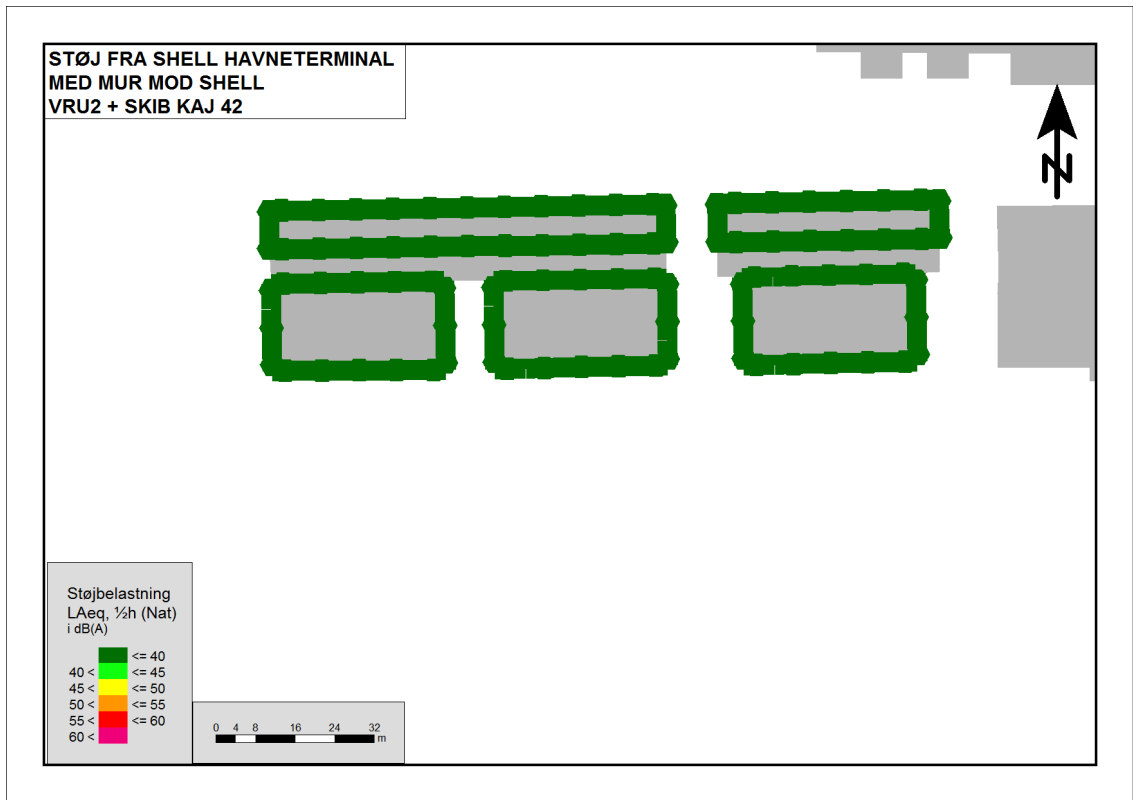 STØJ FRA SHELL HAVNETERMINAL
MED MUR MOD SHELL
VRU2 + SKIB KAJ 42
N
Støjbelastning
LAeq, ½h (Nat)
i dB(A)
<= 40
40 < <= 45
45 < <= 50
50 < <= 55
55 < <= 60
60 <
0 4 8 16 24 32
m